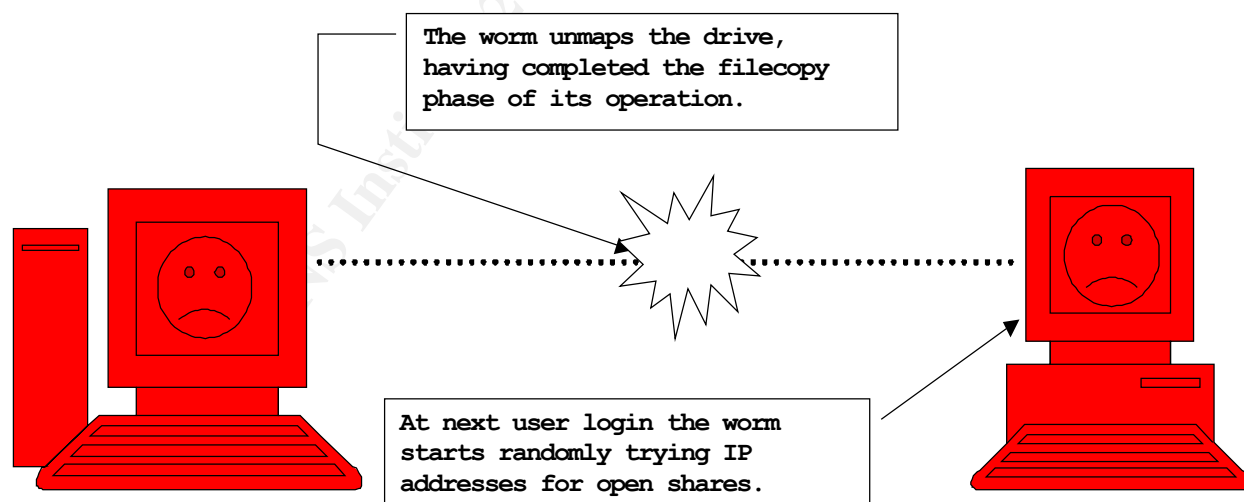 The worm unmaps the drive,
having completed the filecopy
phase of its operation.
At next user login the worm
starts randomly trying IP
addresses for open shares.